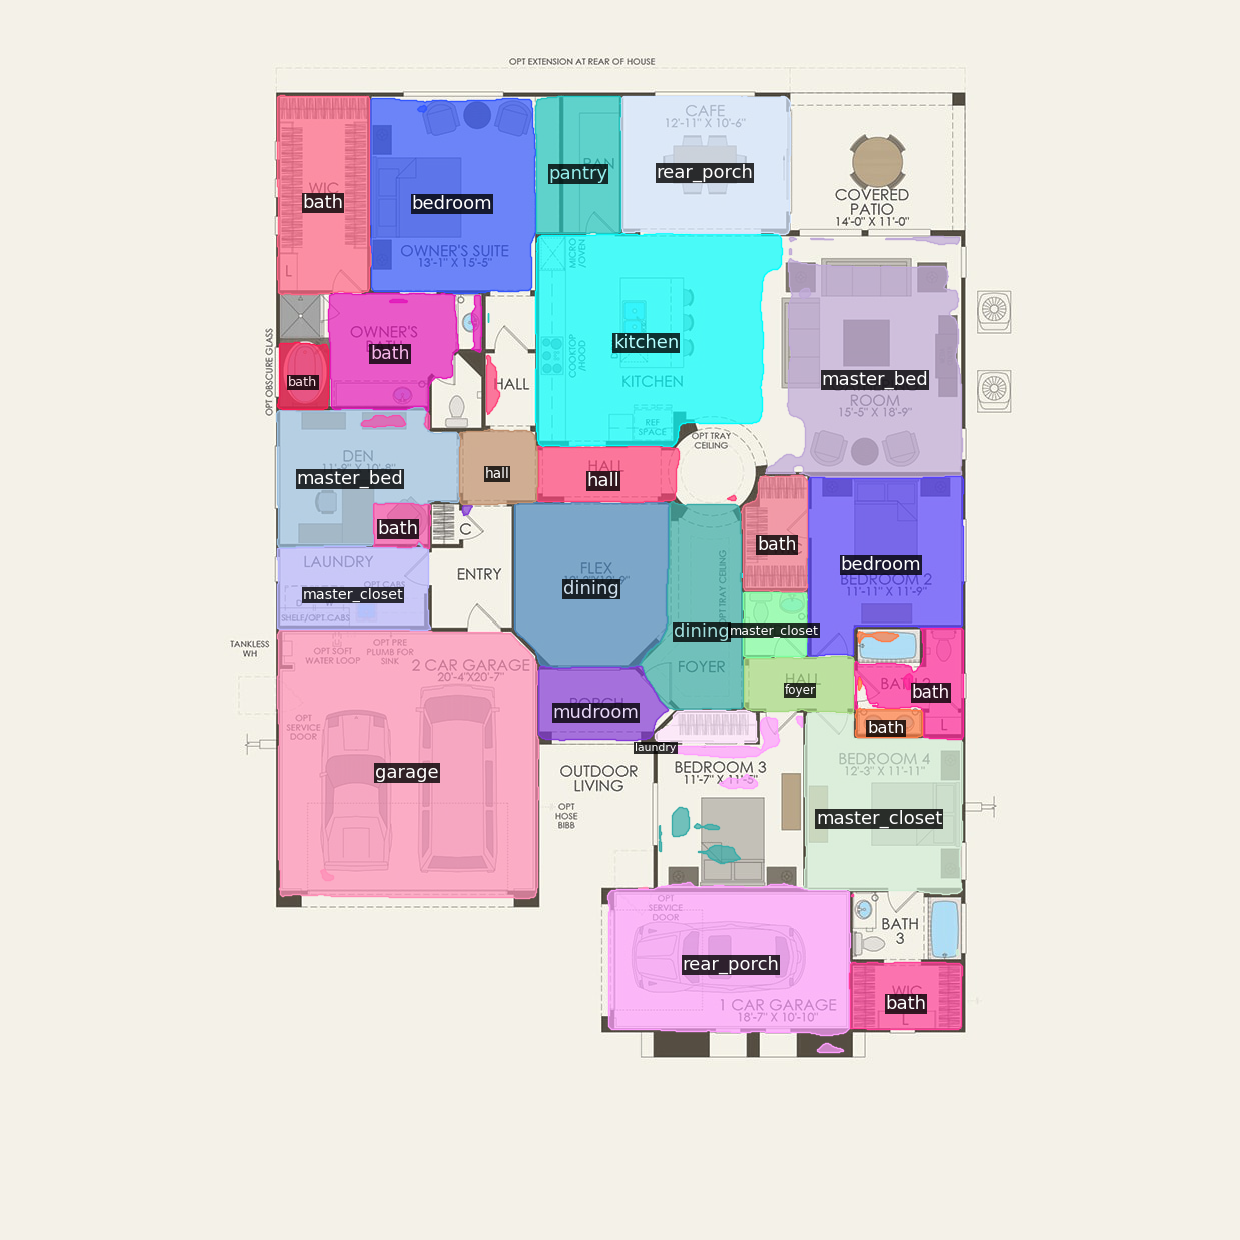 OPT EXTENSION AT REAR OF HOUSE
CAFE
12'-11" X 10'-6"
rear_porch
PAN
pantry
WIC
bath
L
bedroom
OWNER'S SUITE
13'-1" X 15'-5"
COVERED
PATIO
14'-0" X 11'-0"
MICRO
/OVEN
OWNER'S
bath
bath
OPT OBSCURE GLASS
HALL
COOKTOP
/HOOD
kitchen
KITCHEN
REF
SPACE
OPT TRAY
CEILING
master_bed
ROOM
15'-5" X 18'-9"
DEN
master_bed
hall
HALL
hall
bath
C
LAUNDRY
OPT CABS
master_closet
SHELF/OPT.CABS
ENTRY
FLEX
dining
OPT TRAY CEILING
dining
FOYER
bath
master_closet
bedroom
BEDROOM 2
11'-11" X 11'-9"
TANKLESS
WH
OPT SOFT
WATER LOOP
OPT PRE
PLUMB FOR
SINK
2 CAR GARAGE
20'-4"X20'-7"
OPT
SERVICE
DOOR
garage
PORCH
mudroom
HALL
foyer
BATH 2
bath
bath
L
laundry
OUTDOOR
LIVING
OPT
HOSE
BIBB
BEDROOM 3
11'-7" X 11'-5"
BEDROOM 4
12'-3" X 11'-11"
master_closet
OPT
SERVICE
DOOR
rear_porch
1 CAR GARAGE
18'-7" X 10'-10"
BATH
3
WIC
bath
L